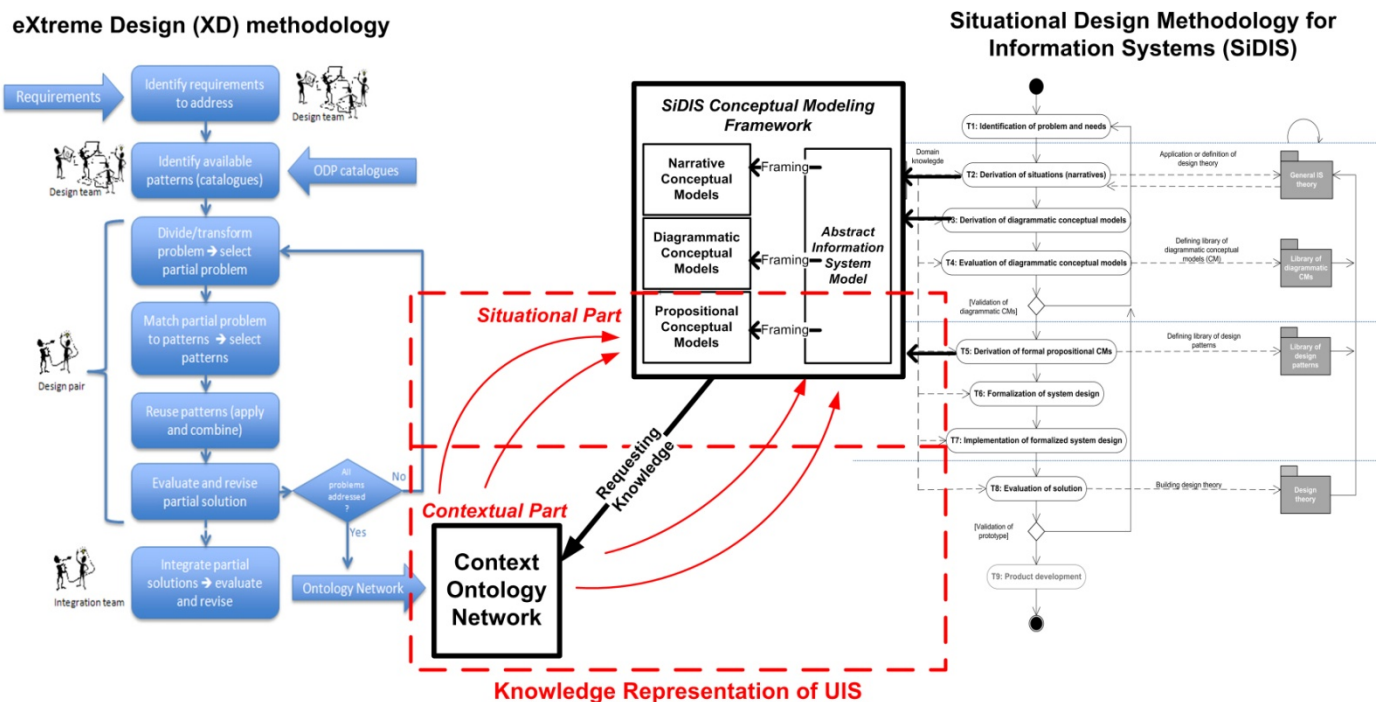 eXtreme Design (XD) methodology
Requirements
Identify requirements
to address
Design team
Identify available
patterns (catalogues)
Design team
ODP catalogues
Divide/transform
problem → select
partial problem
Match partial problem
to patterns → select
patterns
Design pair
Reuse patterns (apply
and combine)
Evaluate and revise
partial solution
All
problems
addressed
?
No
Yes
Integrate partial
solutions → evaluate
and revise
Integration team
Ontology Network
SiDIS Conceptual Modeling
Framework
Narrative
Conceptual
Models
Framing
Diagrammatic
Conceptual
Models
Framing
Propositional
Conceptual
Models
Framing
Abstract
Information
System
Model
Situational Part
Contextual Part
Requesting
Knowledge
Context
Ontology
Network
Knowledge Representation of UIS
Situational Design Methodology for
Information Systems (SiDIS)
T1: Identification of problem and needs
Domain
knowlegde
Application or definition of
design theory
T2: Derivation of situations (narratives)
General IS
theory
T3: Derivation of diagrammatic conceptual models
Defining library of
diagrammatic conceptual
models (CM)
T4: Evaluation of diagrammatic conceptual models
Library of
diagrammatic
CMs
[Validation of
diagrammatic CMs]
Defining library of design
patterns
T5: Derivation of formal propositional CMs
Library of
design
patterns
T6: Formalization of system design
T7: Implementation of formalized system design
T8: Evaluation of solution
Building design theory
Design
theory
[Validation of
prototype]
T9: Product development